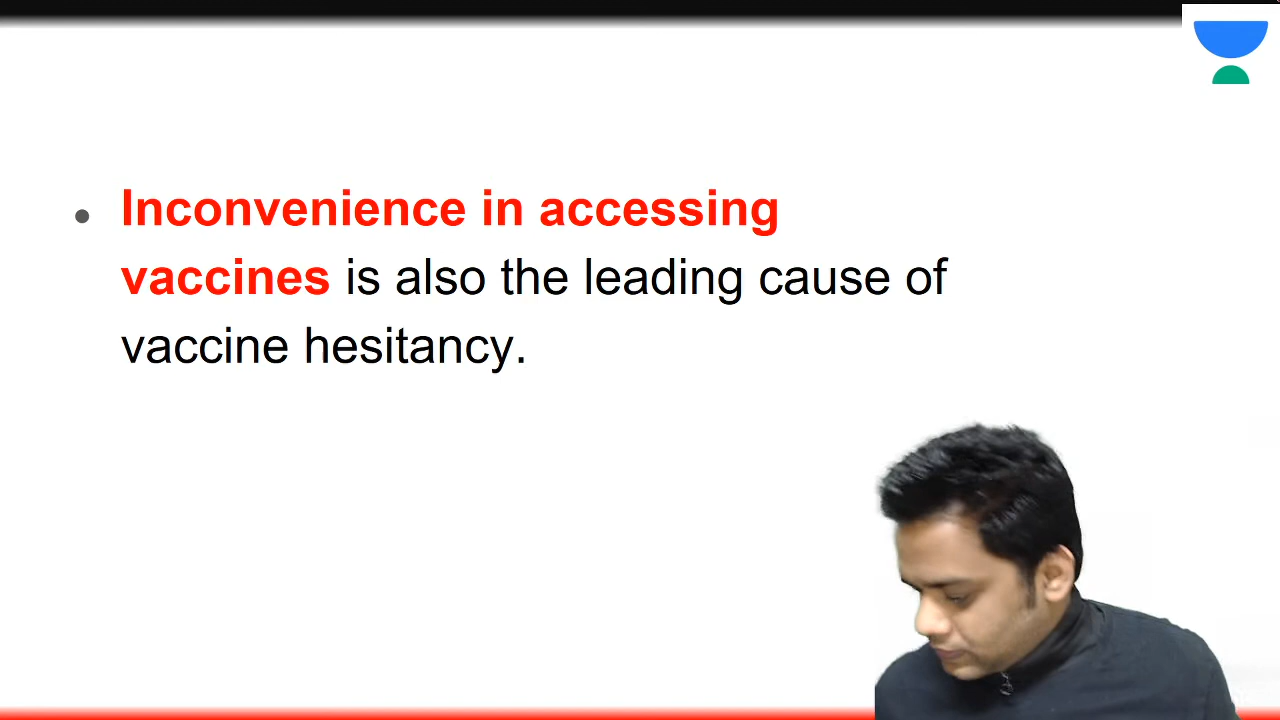 Inconvenience in accessing
vaccines is also the leading cause of
vaccine hesitancy.